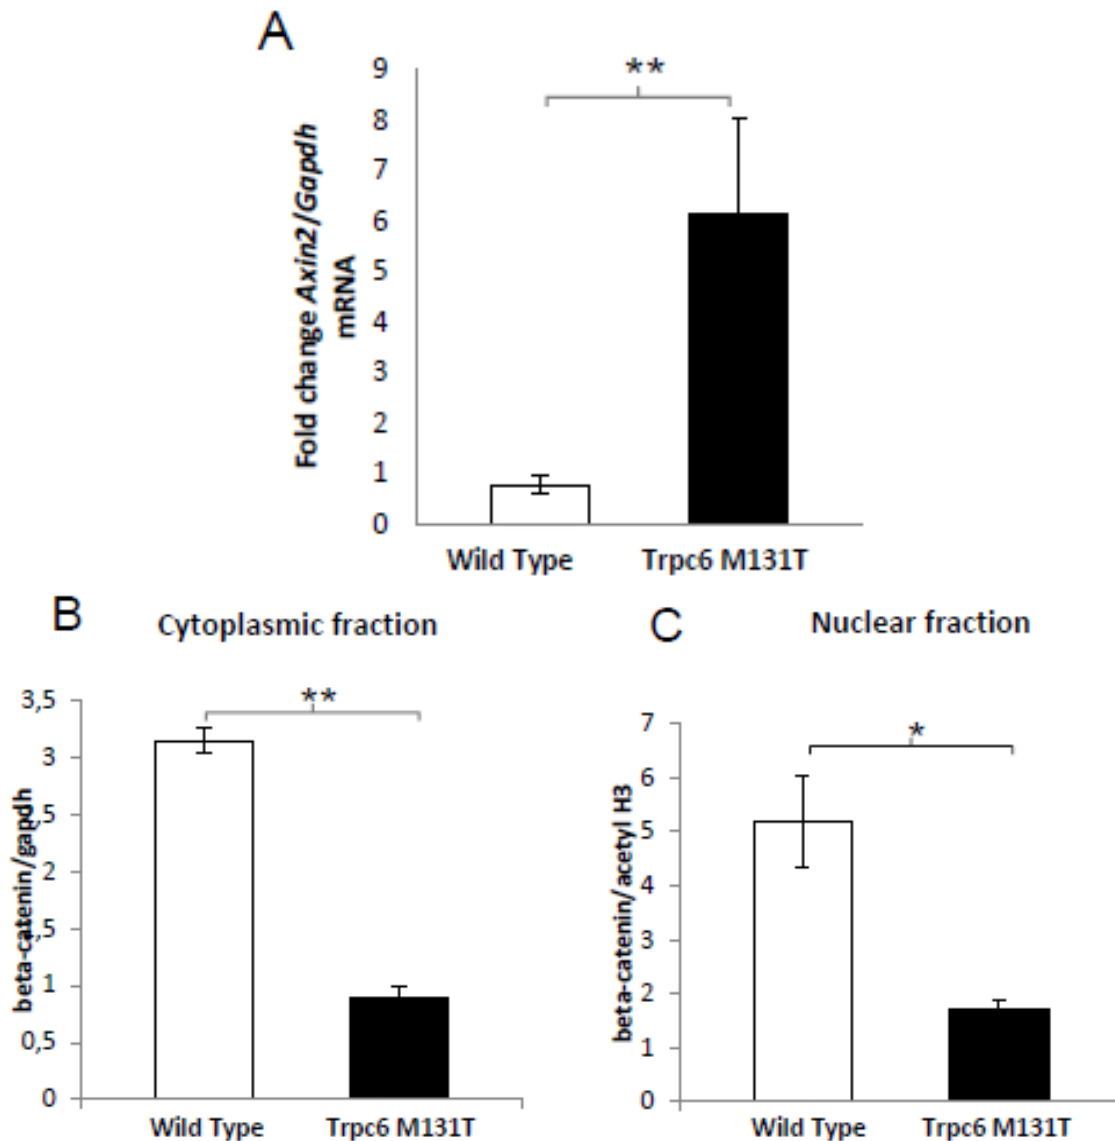 A
**
9
8
7
6
5
4
3
2
1
0
Fold change Axin2/Gapdh
mRNA
Wild Type Trpc6 M131T
B Cytoplasmic fraction
**
3,5
3
2,5
2
1,5
1
0,5
0
beta-catenin/gapdh
Wild Type Trpc6 M131T
C Nuclear fraction
*
7
6
5
4
3
2
1
0
beta-catenin/acetyl H3
Wild Type Trpc6 M131T